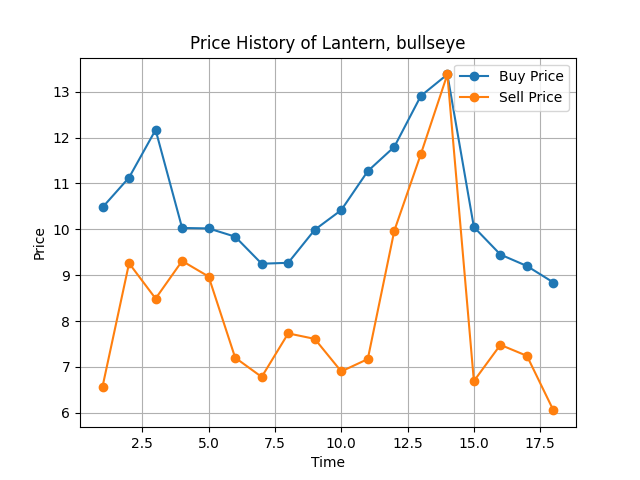 Price History of Lantern, bullseye
Buy Price
Sell Price
Price
13
12
11
10
9
8
7
6
2.5 5.0 7.5 10.0 12.5 15.0 17.5
Time